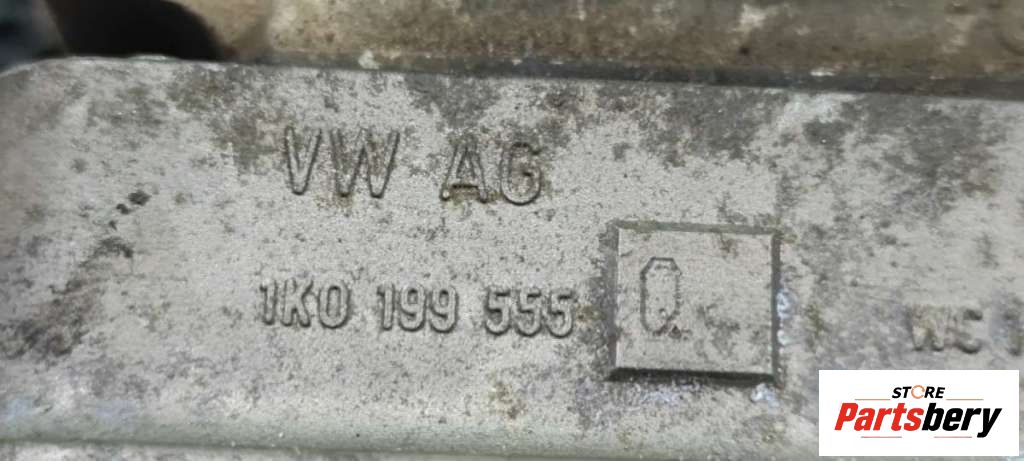 VW AG
1K0 199 555 Q
STORE
Partsbery